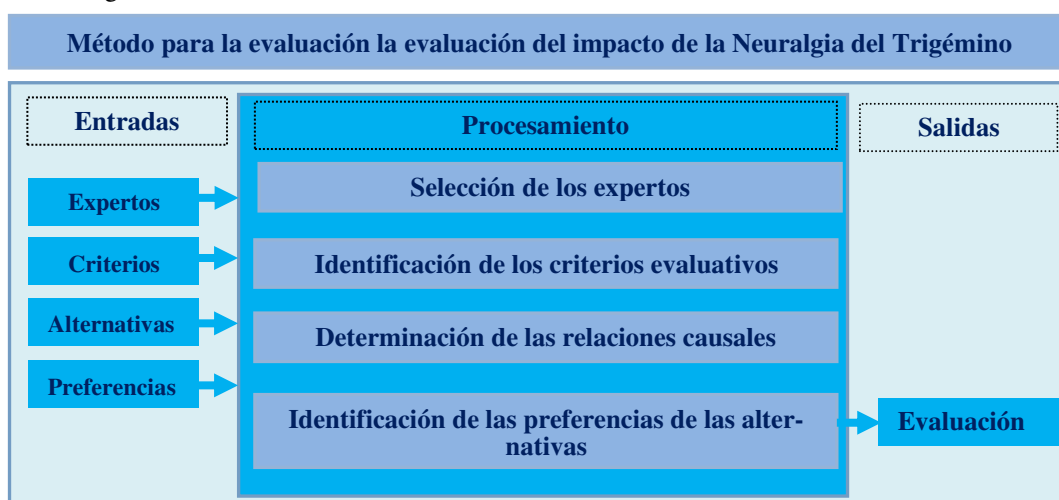 Método para la evaluación la evaluación del impacto de la Neuralgia del Trigémino
Entradas
Procesamiento
Salidas
Expertos
Criterios
Alternativas
Preferencias
Selección de los expertos
Identificación de los criterios evaluativos
Determinación de las relaciones causales
Identificación de las preferencias de las alter-
nativas
Evaluación